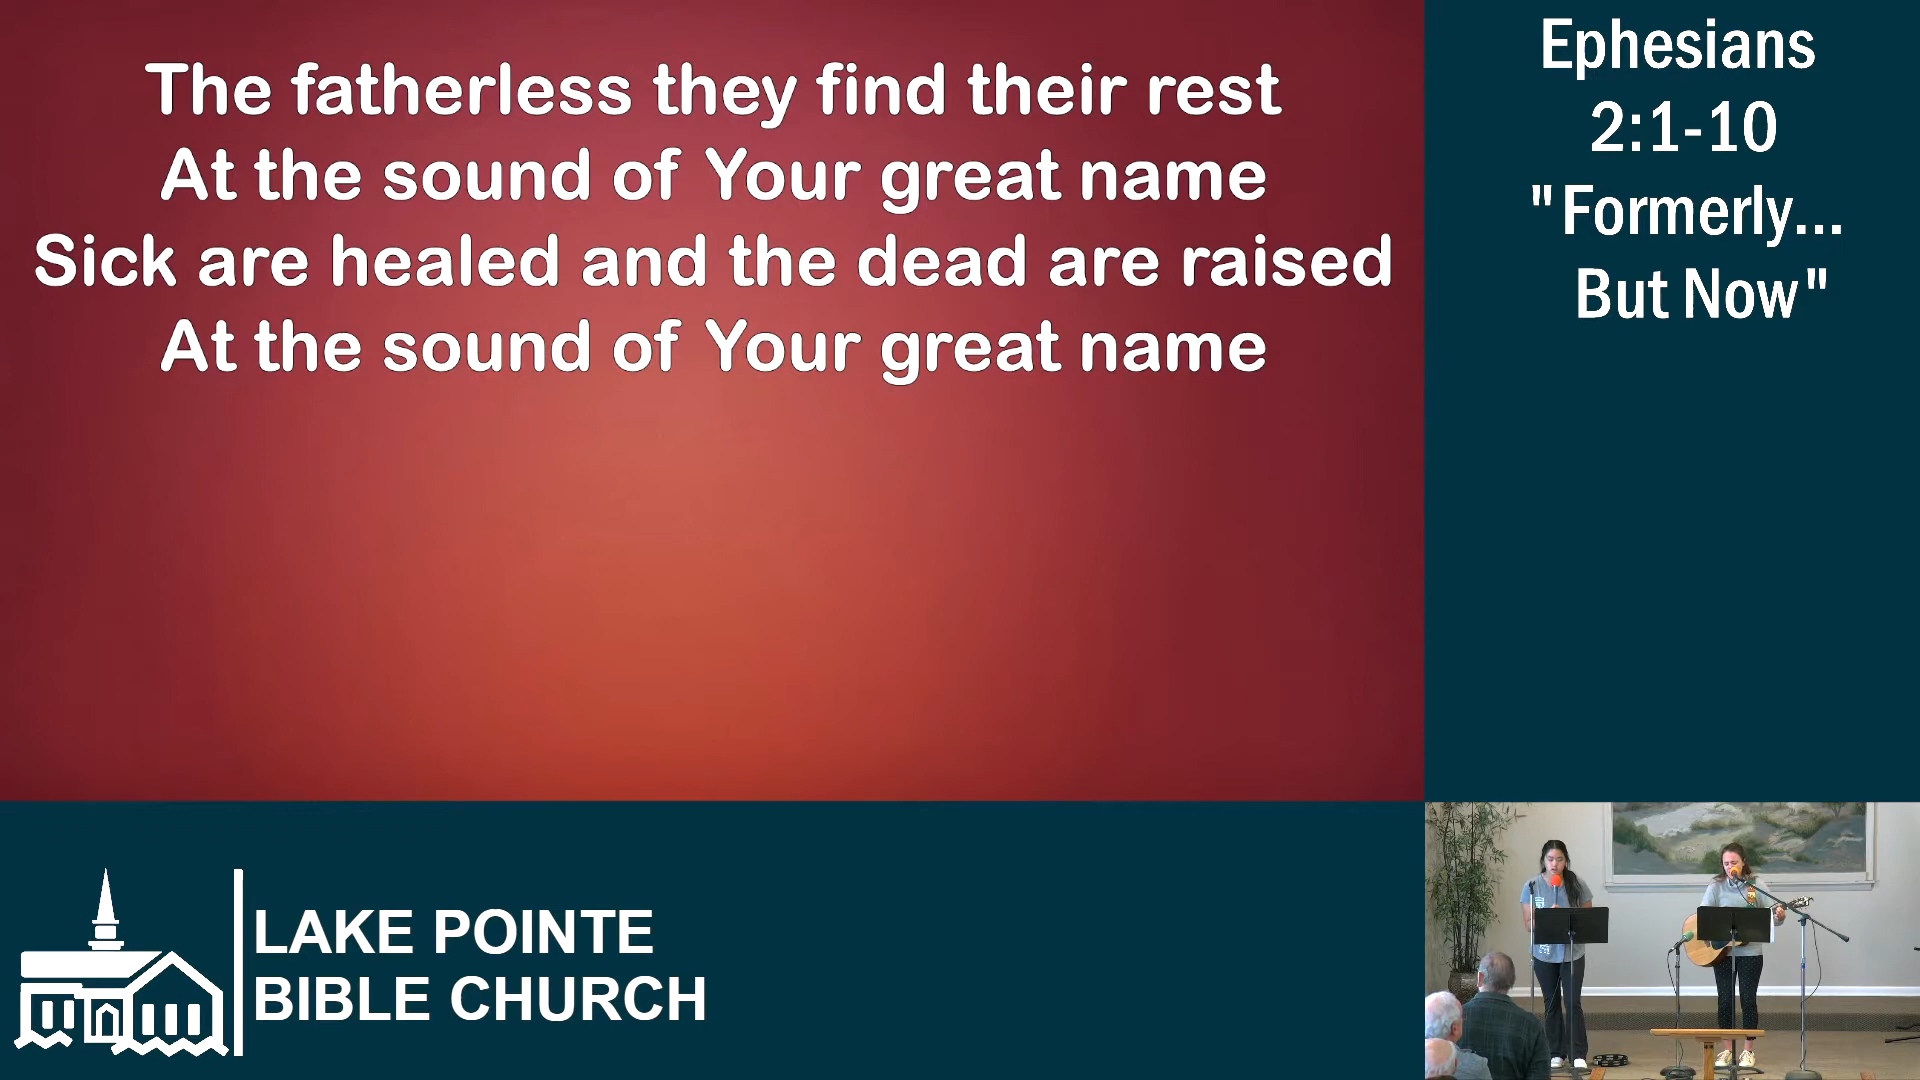 The fatherless they find their rest
At the sound of Your great name
Sick are healed and the dead are raised
At the sound of Your great name
Ephesians
2:1-10
"Formerly...
But Now"
LAKE POINTE
BIBLE CHURCH